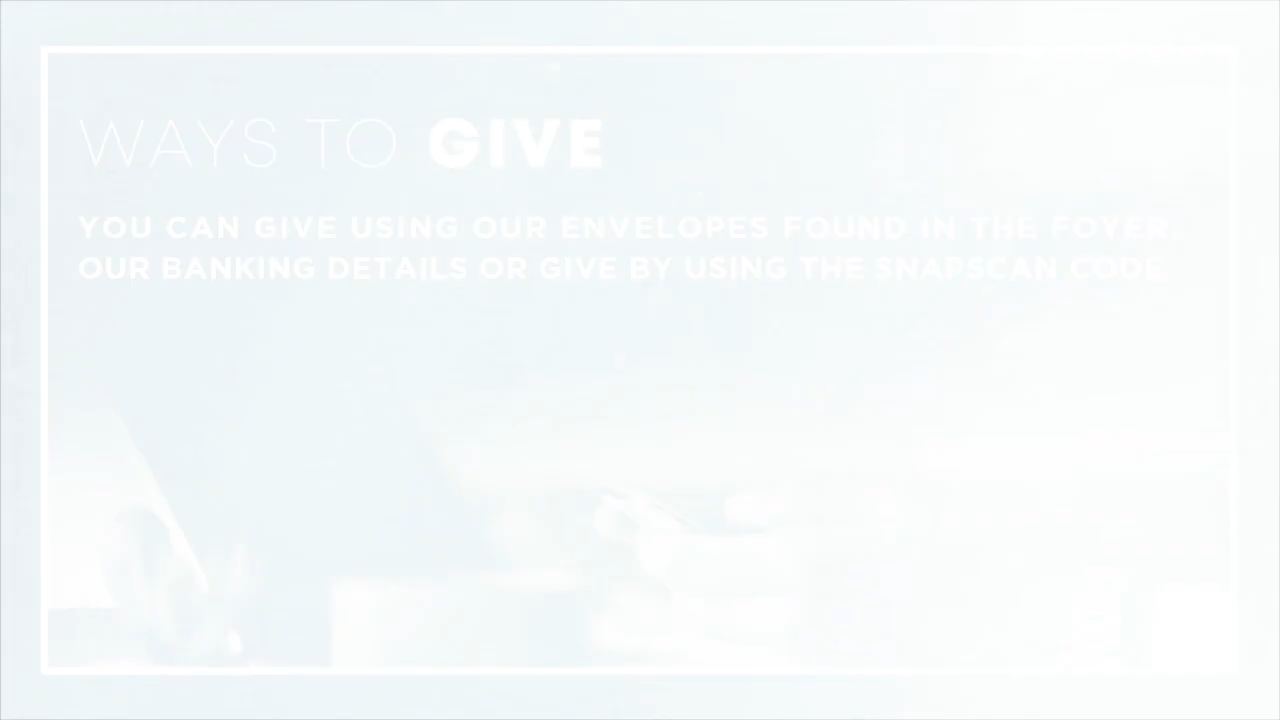 WAYS TO GIVE
YOU CAN GIVE USING OUR ENVELOPES FOUND IN THE FOYER,
OUR BANKING DETAILS OR GIVE BY USING THE SNAPSCAN CODE.